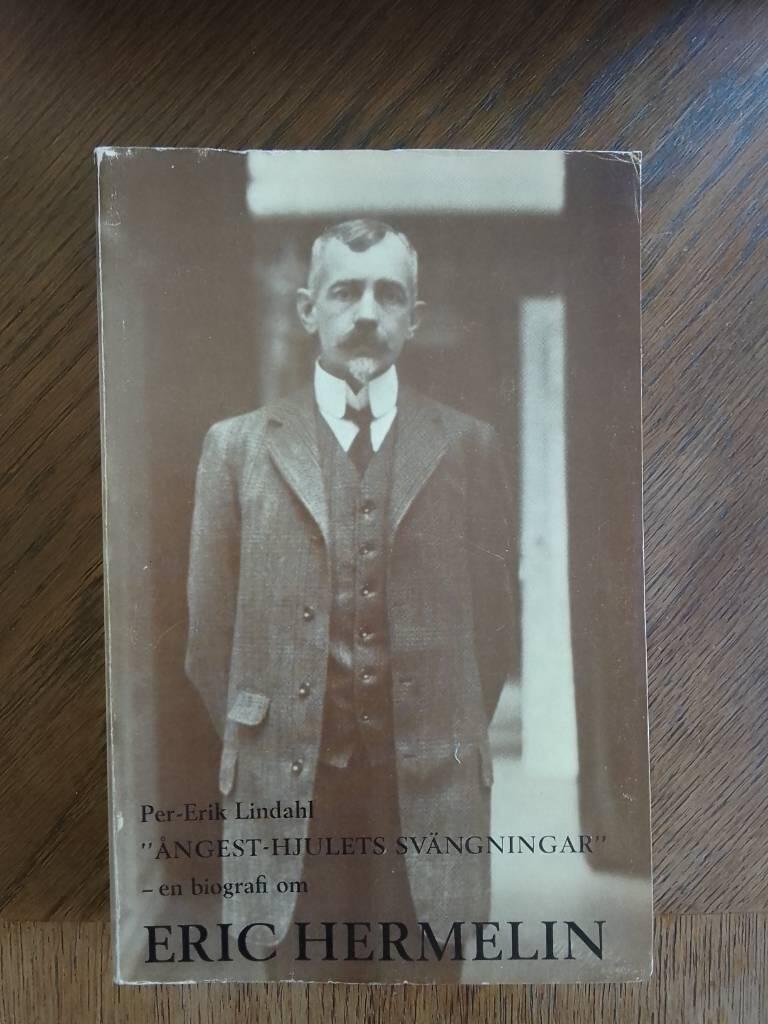 Per-Erik Lindahl
"ÅNGEST-HJULETS SVÄNGNINGAR"
– en biografi om
ERIC HERMELIN